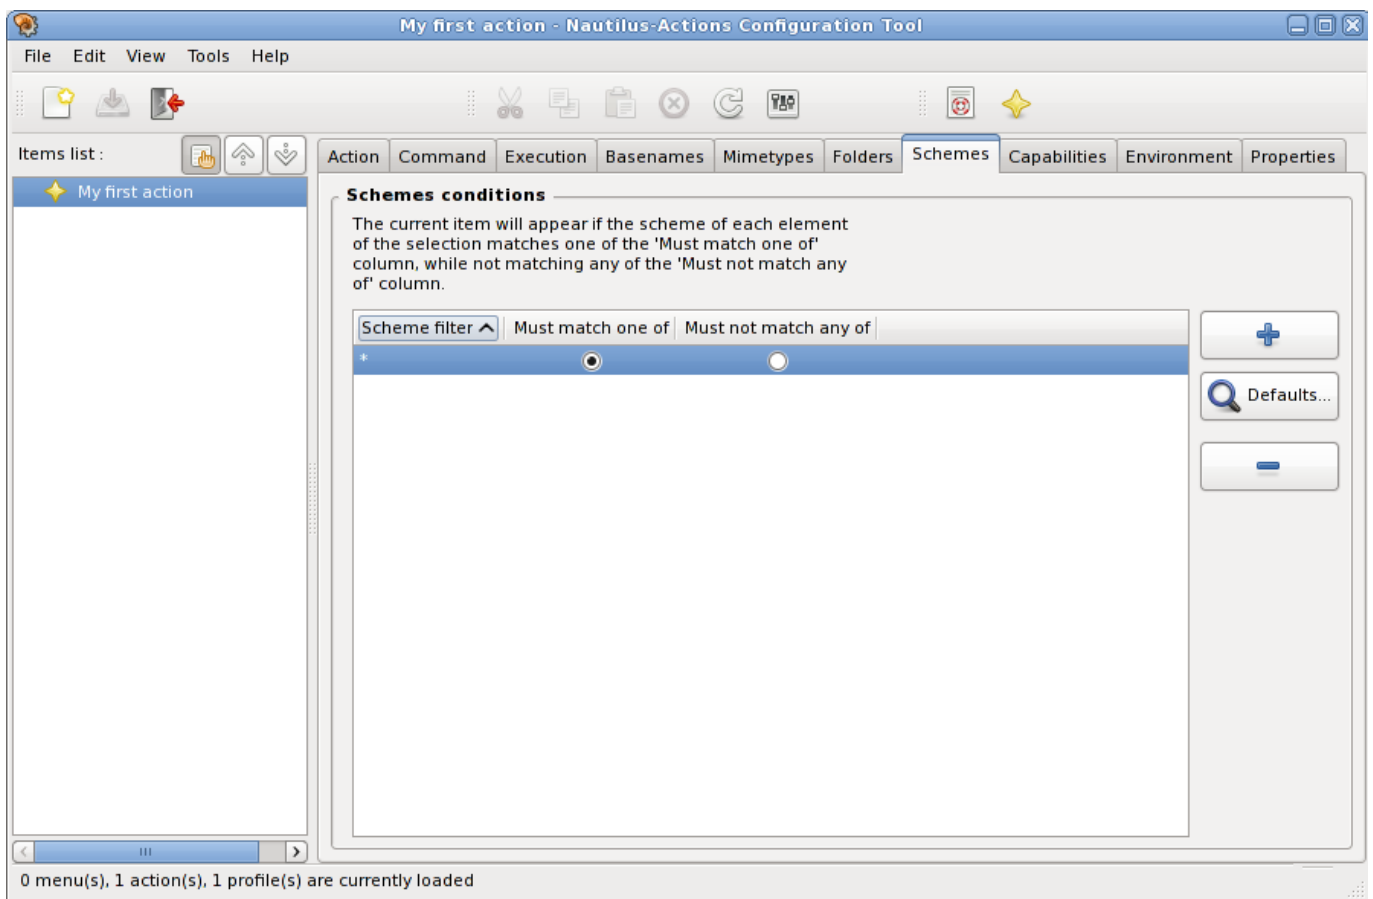 My first action - Nautilus-Actions Configuration Tool
File Edit View Tools Help
Items list :
Action Command Execution Basenames Mimetypes Folders Schemes Capabilities Environment Properties
My first action
Schemes conditions
The current item will appear if the scheme of each element
of the selection matches one of the 'Must match one of'
column, while not matching any of the 'Must not match any
of' column.
Scheme filter Must match one of Must not match any of
*
Defaults...
0 menu(s), 1 action(s), 1 profile(s) are currently loaded